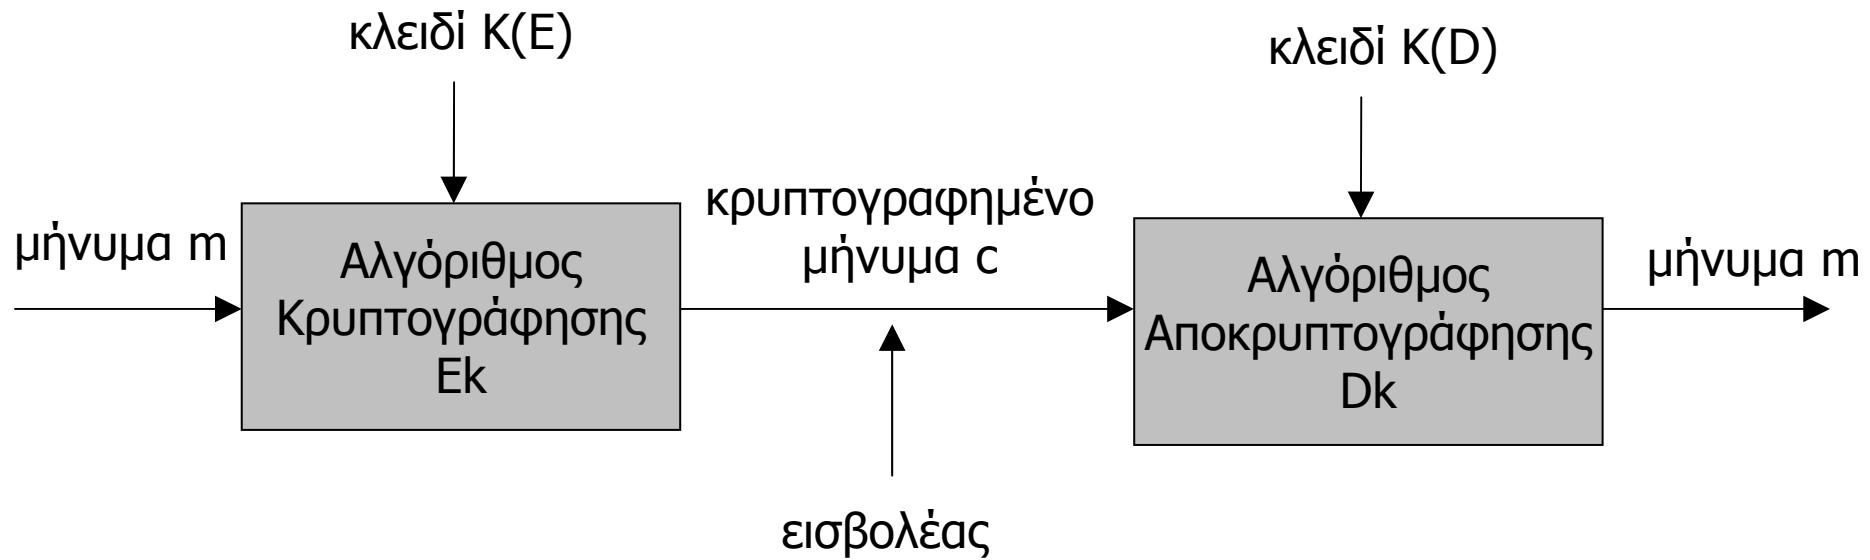 κλειδί K(E)
κλειδί K(D)
μήνυμα m
Αλγόριθμος
Κρυπτογράφησης
Ek
κρυπτογραφημένο
μήνυμα c
Αλγόριθμος
Αποκρυπτογράφησης
Dk
μήνυμα m
εισβολέας